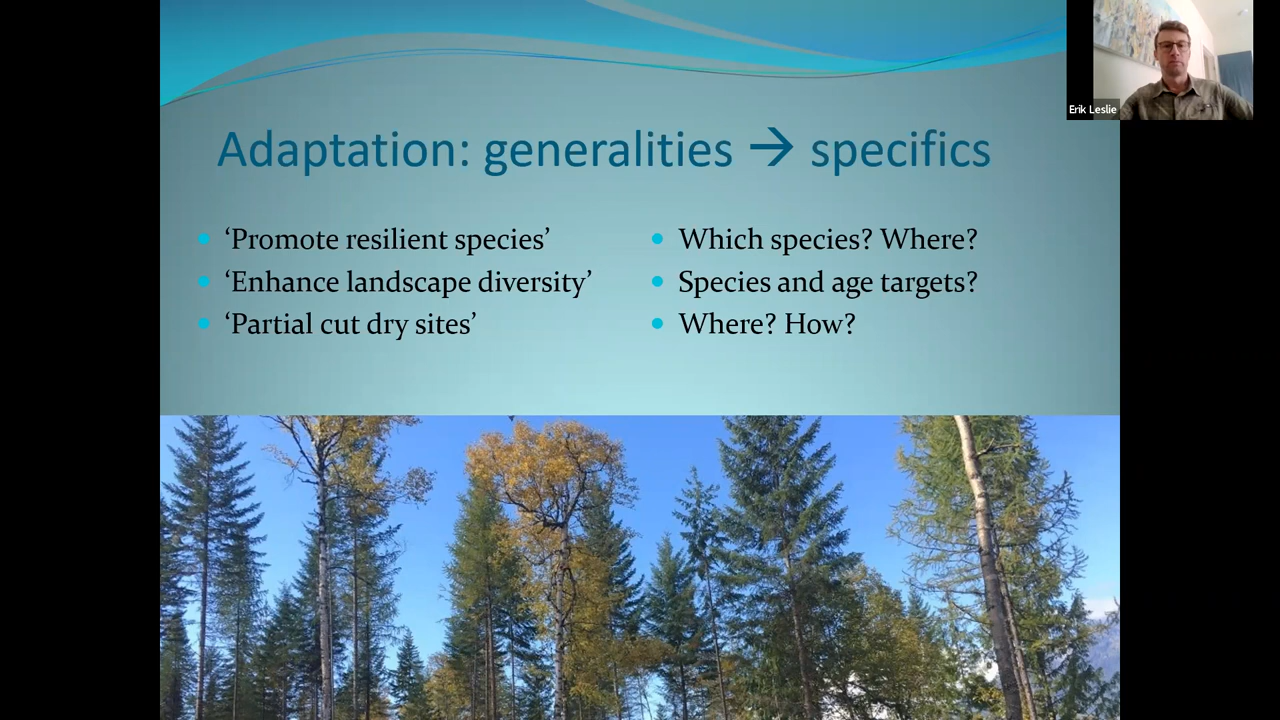 Erik Leslie
Adaptation: generalities → specifics
• ‘Promote resilient species’
• ‘Enhance landscape diversity’
• ‘Partial cut dry sites’
• Which species? Where?
• Species and age targets?
• Where? How?